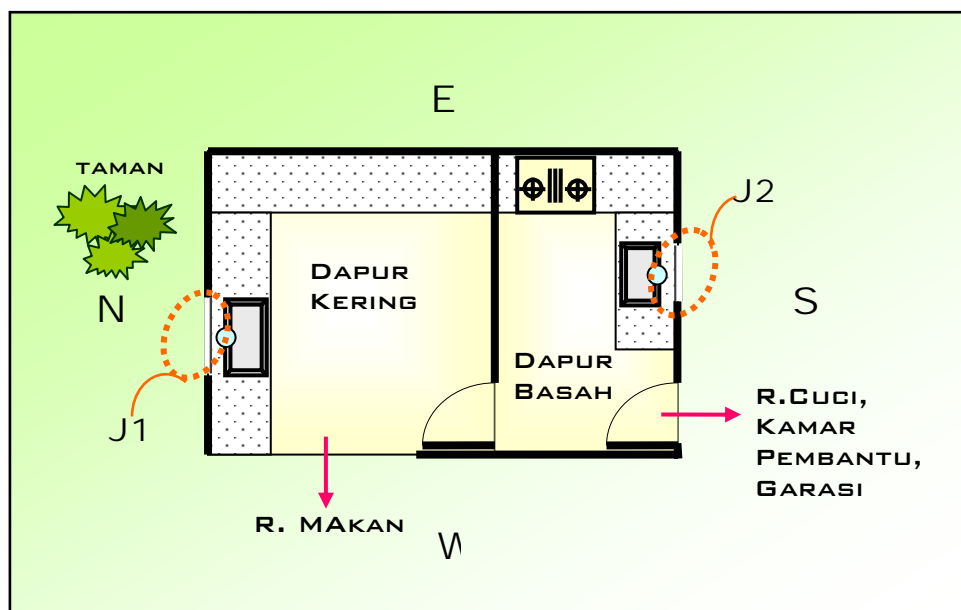 E
TAMAN
J2
DAPUR
KERING
N
S
DAPUR
BASAH
R.CUCI,
KAMAR
PEMBANTU,
GARASI
J1
R. MAKAN
W